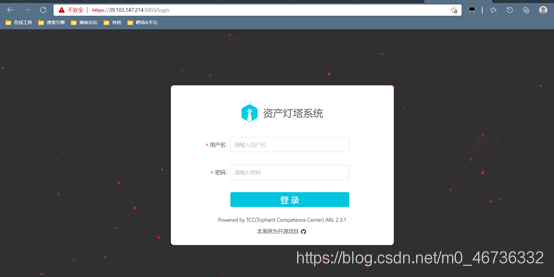 不安全 https://39.103.147.214:5003/login
在线工具 搜索引擎 博客论坛 林柏 靶场&平台
资产灯塔系统
* 用户名: 请输入用户名
* 密码: 请输入密码
登 录
Powered by TCC(Tophant Competence Center) ARL 2.3.1
本系统为开源项目
https://blog.csdn.net/m0_46736332